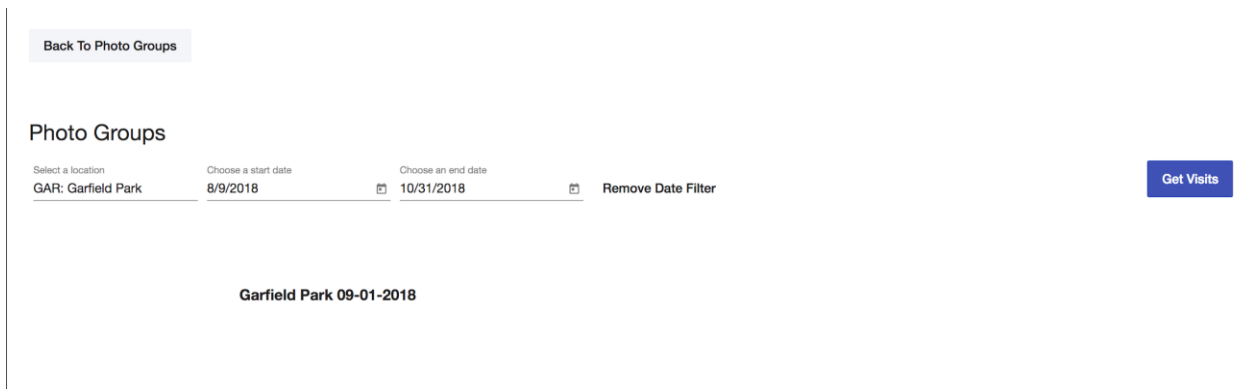 Back To Photo Groups
Photo Groups
Select a location
GAR: Garfield Park
Choose a start date
8/9/2018
Choose an end date
10/31/2018
Remove Date Filter
Get Visits
Garfield Park 09-01-2018